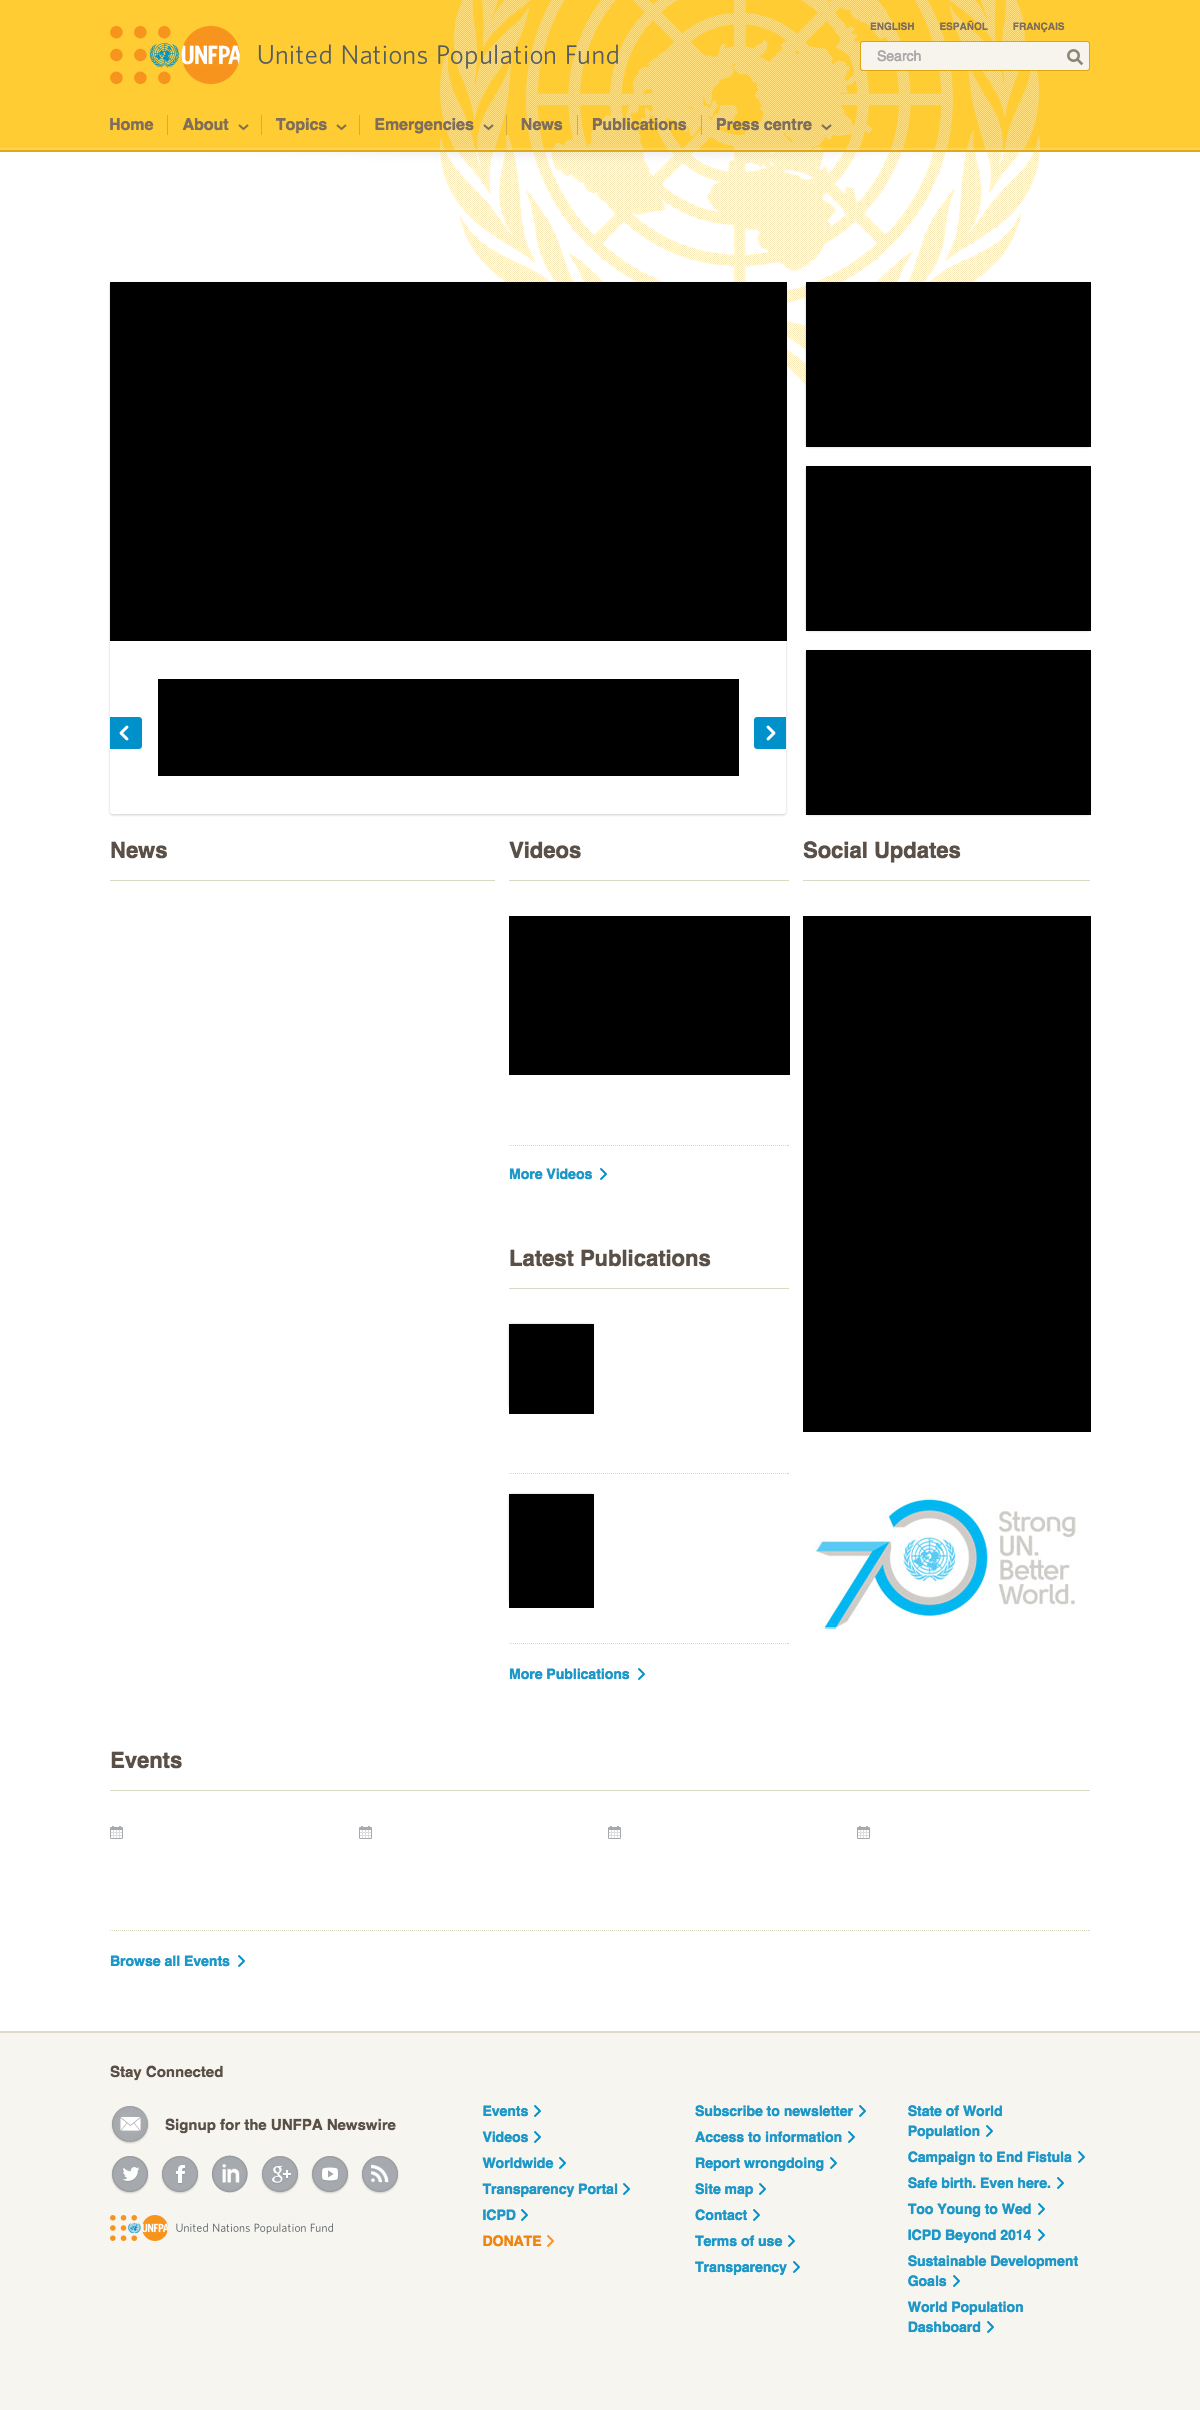 ENGLISH ESPAÑOL FRANÇAIS
UNFPA United Nations Population Fund
Search
Home About Topics Emergencies News Publications Press centre
News
Videos
Social Updates
More Videos
Latest Publications
70 Strong
UN.
Better
World.
More Publications
Events
Browse all Events
Stay Connected
Signup for the UNFPA Newswire
UNFPA United Nations Population Fund
Events
Videos
Worldwide
Transparency Portal
ICPD
DONATE
Subscribe to newsletter
Access to information
Report wrongdoing
Site map
Contact
Terms of use
Transparency
State of World
Population
Campaign to End Fistula
Safe birth. Even here.
Too Young to Wed
ICPD Beyond 2014
Sustainable Development
Goals
World Population
Dashboard